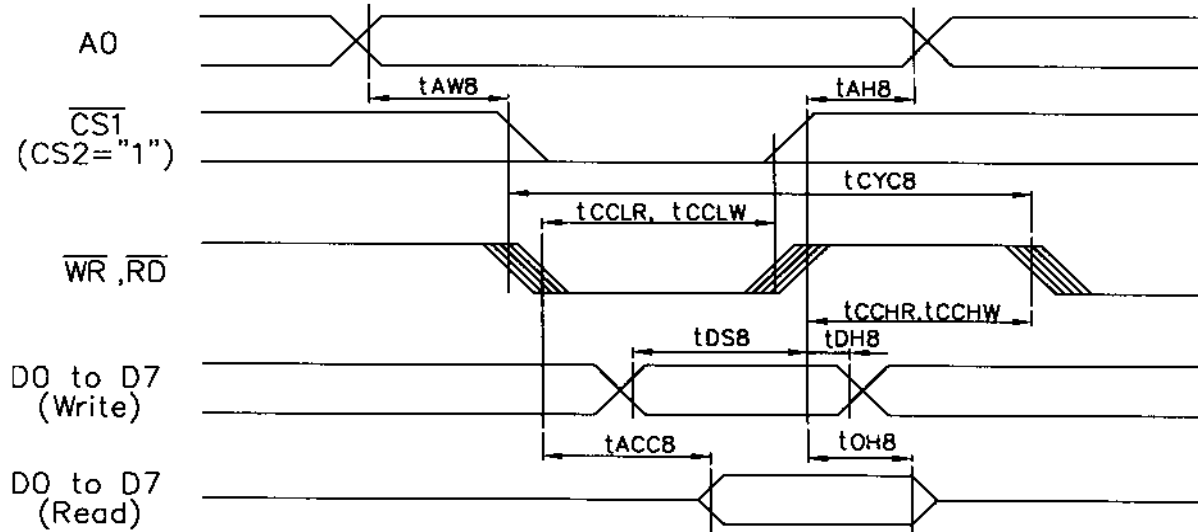 A0
tAW8
tAH8
CS1
(CS2="1")
tCYC8
tCCLR, tCCLW
WR ,RD
tCCHR.tCCHW
tDS8
tDH8
D0 to D7
(Write)
tACC8
tOH8
D0 to D7
(Read)